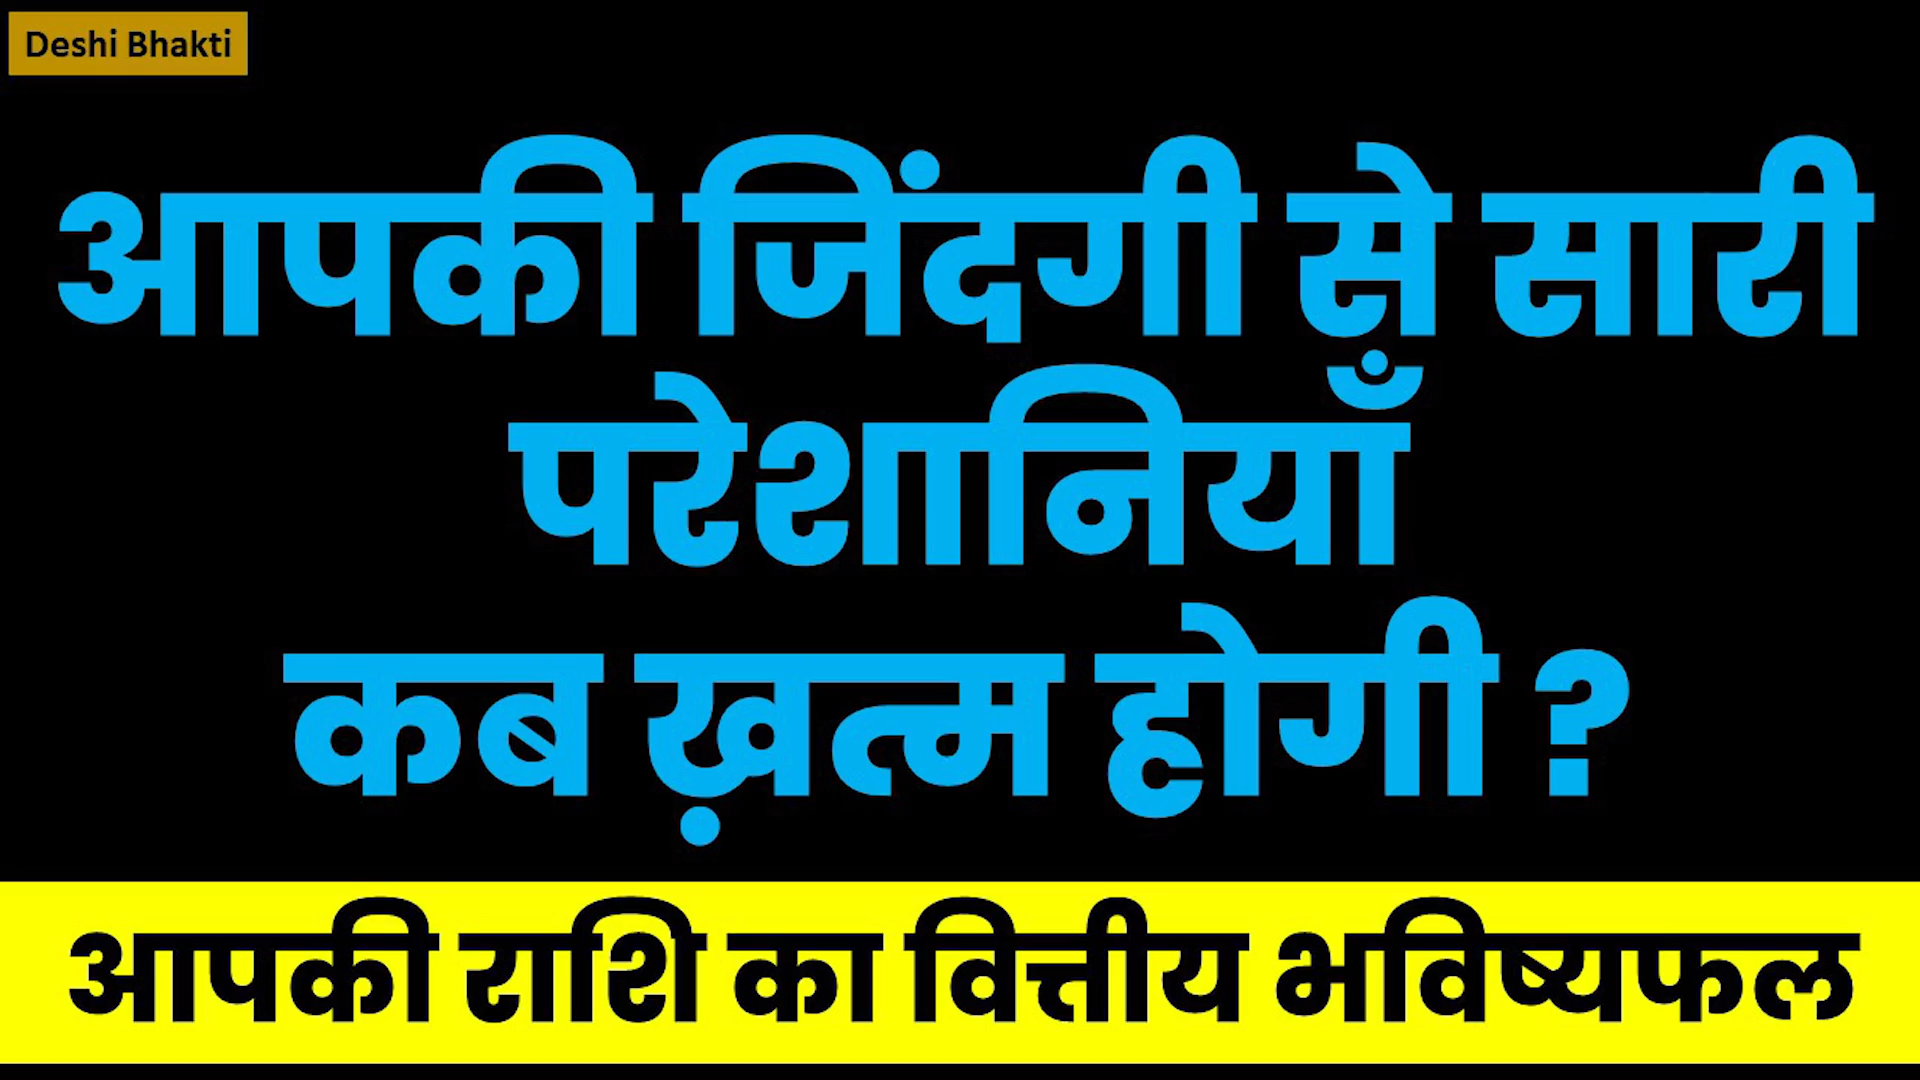 Deshi Bhakti
आपकी जिंदगी से सारी
परेशानियाँ
कब ख़त्म होगी ?
आपकी राशि का वित्तीय भविष्यफल